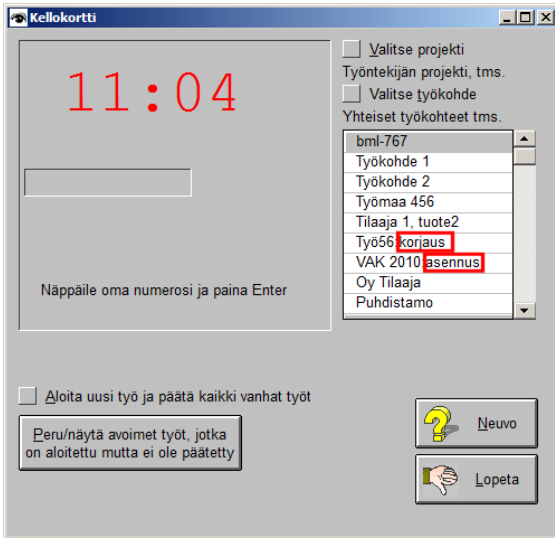 Kellokortti
11:04
Näppäile oma numerosi ja paina Enter
Valitse projekti
Työntekijän projekti, tms.
Valitse työkohde
Yhteiset työkohteet tms.
bml-767
Työkohde 1
Työkohde 2
Työmaa 456
Tilaaja 1, tuote2
Työ56,korjaus
VAK 2010,asennus
Oy Tilaaja
Puhdistamo
Aloita uusi työ ja päätä kaikki vanhat työt
Peru/näytä avoimet työt, jotka
on aloitettu mutta ei ole päätetty
Neuvo
Lopeta